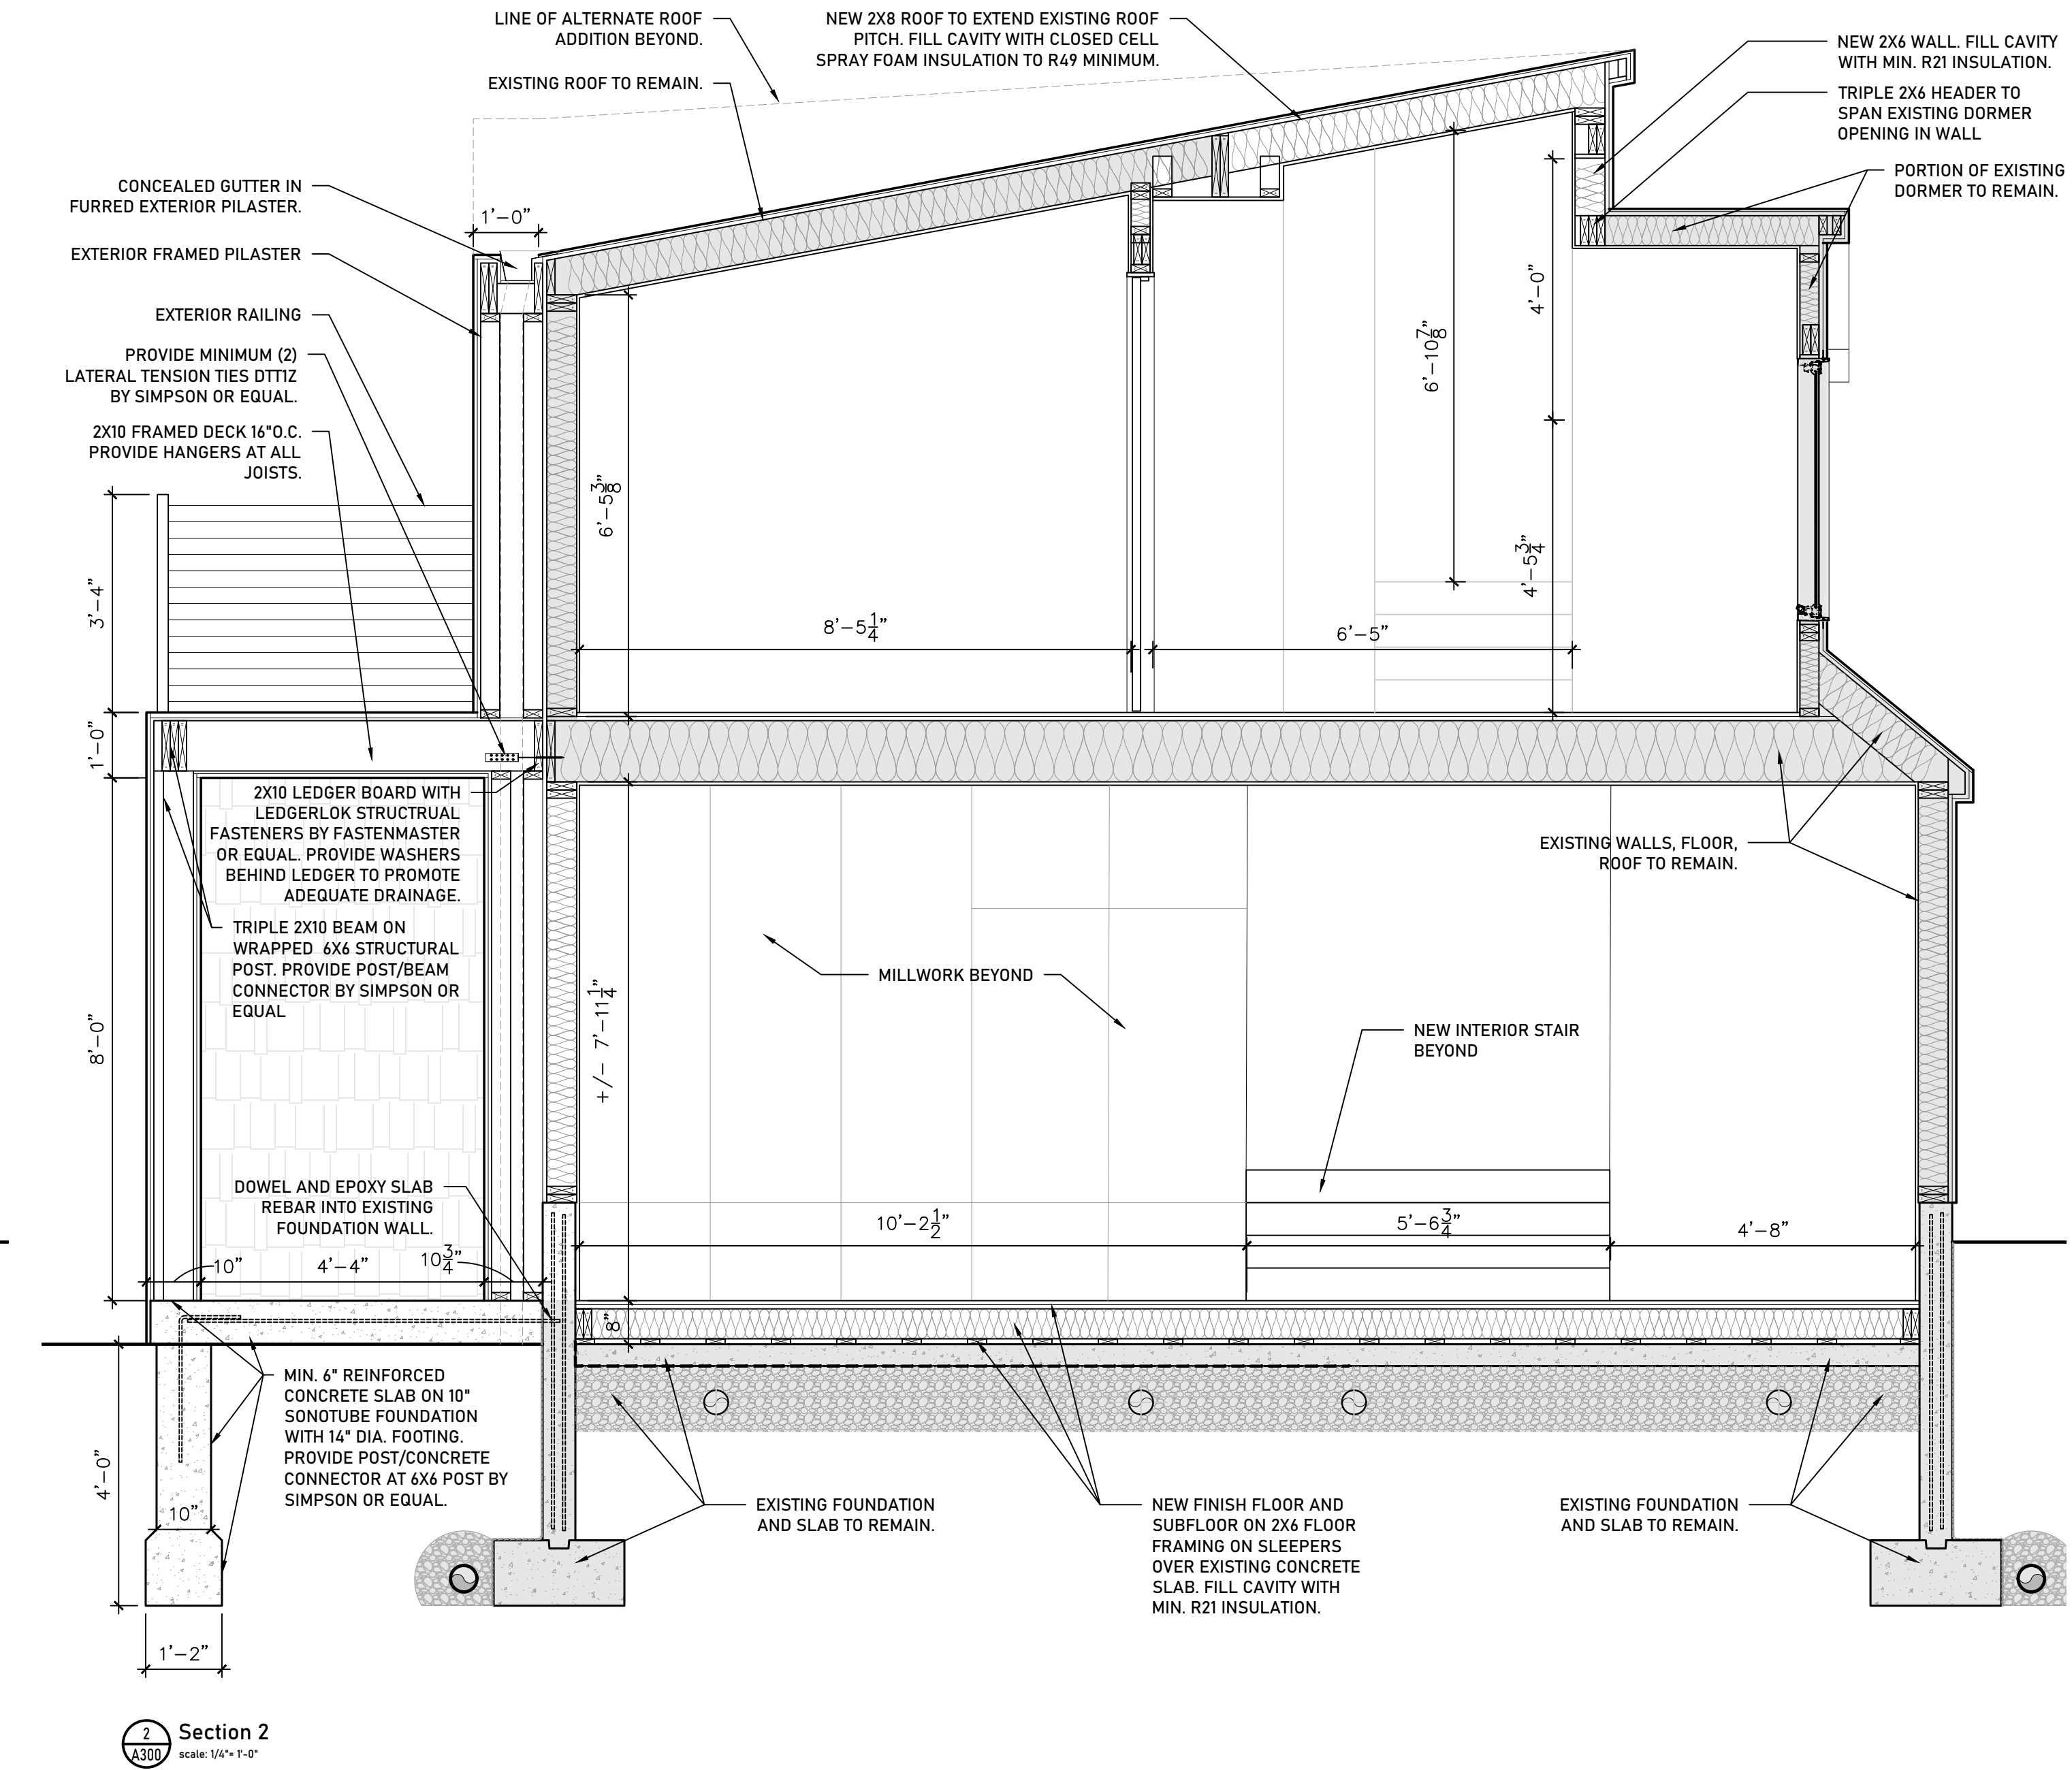 LINE OF ALTERNATE ROOF
ADDITION BEYOND.
EXISTING ROOF TO REMAIN.
NEW 2X8 ROOF TO EXTEND EXISTING ROOF
PITCH. FILL CAVITY WITH CLOSED CELL
SPRAY FOAM INSULATION TO R49 MINIMUM.
NEW 2X6 WALL. FILL CAVITY
WITH MIN. R21 INSULATION.
TRIPLE 2X6 HEADER TO
SPAN EXISTING DORMER
OPENING IN WALL
PORTION OF EXISTING
DORMER TO REMAIN.
CONCEALED GUTTER IN
FURRED EXTERIOR PILASTER.
1'-0"
EXTERIOR FRAMED PILASTER
EXTERIOR RAILING
PROVIDE MINIMUM (2)
LATERAL TENSION TIES DTT1Z
BY SIMPSON OR EQUAL.
2X10 FRAMED DECK 16"O.C.
PROVIDE HANGERS AT ALL
JOISTS.
4'-0"
6'-10 7/8"
6'-5 3/8"
4'-5 3/4"
3'-4"
8'-5 1/4"
6'-5"
1'-0"
2X10 LEDGER BOARD WITH
LEDGERLOK STRUCTRUAL
FASTENERS BY FASTENMASTER
OR EQUAL. PROVIDE WASHERS
BEHIND LEDGER TO PROMOTE
ADEQUATE DRAINAGE.
EXISTING WALLS, FLOOR,
ROOF TO REMAIN.
TRIPLE 2X10 BEAM ON
WRAPPED 6X6 STRUCTURAL
POST. PROVIDE POST/BEAM
CONNECTOR BY SIMPSON OR
EQUAL
MILLWORK BEYOND
+/- 7'-11 1/4"
8'-0"
NEW INTERIOR STAIR
BEYOND
DOWEL AND EPOXY SLAB
REBAR INTO EXISTING
FOUNDATION WALL.
10'-2 1/2"
5'-6 3/4"
4'-8"
10"
4'-4"
10 3/4"
8"
MIN. 6" REINFORCED
CONCRETE SLAB ON 10"
SONOTUBE FOUNDATION
WITH 14" DIA. FOOTING.
PROVIDE POST/CONCRETE
CONNECTOR AT 6X6 POST BY
SIMPSON OR EQUAL.
4'-0"
10"
EXISTING FOUNDATION
AND SLAB TO REMAIN.
NEW FINISH FLOOR AND
SUBFLOOR ON 2X6 FLOOR
FRAMING ON SLEEPERS
OVER EXISTING CONCRETE
SLAB. FILL CAVITY WITH
MIN. R21 INSULATION.
EXISTING FOUNDATION
AND SLAB TO REMAIN.
1'-2"
2
A300
Section 2
scale: 1/4"= 1'-0"